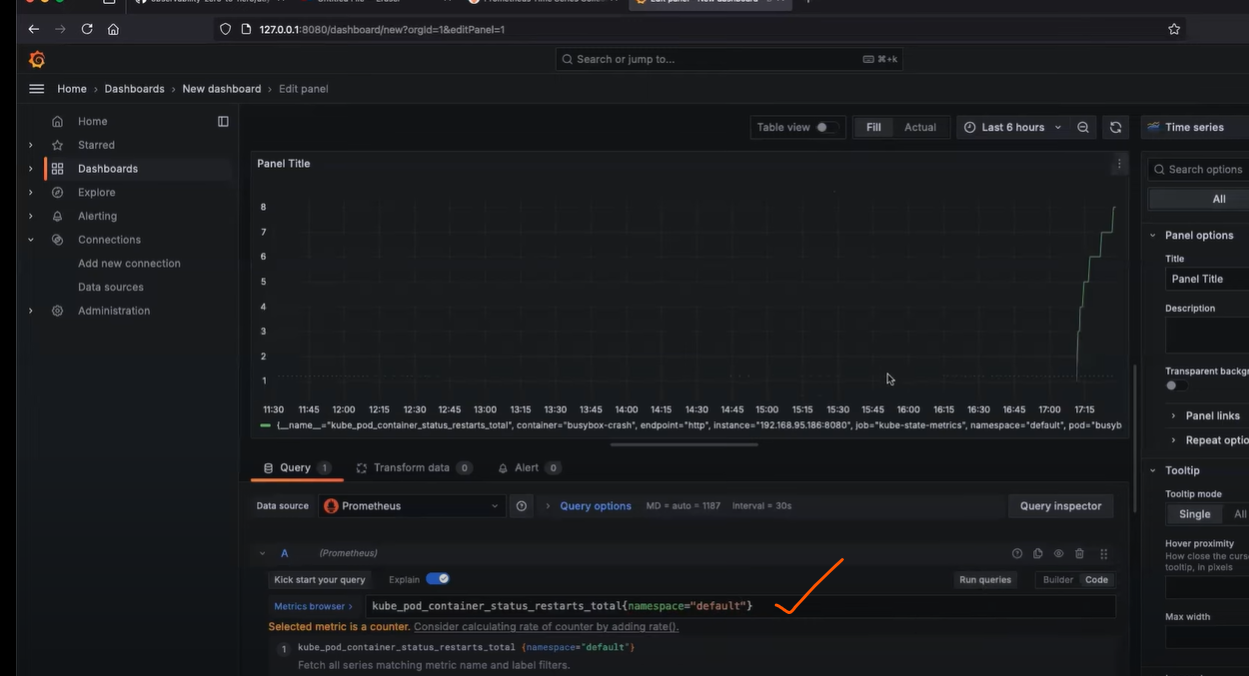 127.0.0.1:8080/dashboard/new?orgId=1&editPanel=1
Search or jump to...
⌘+k
Home › Dashboards › New dashboard › Edit panel
Home
Starred
Dashboards
Explore
Alerting
Connections
Add new connection
Data sources
Administration
Table view
Fill
Actual
Last 6 hours
Time series
Panel Title
8
7
6
5
4
3
2
1
11:30 11:45 12:00 12:15 12:30 12:45 13:00 13:15 13:30 13:45 14:00 14:15 14:30 14:45 15:00 15:15 15:30 15:45 16:00 16:15 16:30 16:45 17:00 17:15
{__name__="kube_pod_container_status_restarts_total", container="busybox-crash", endpoint="http", instance="192.168.95.186:8080", job="kube-state-metrics", namespace="default", pod="busyb
Search options
All
Panel options
Title
Panel Title
Description
Transparent backgr
Panel links
Repeat optio
Tooltip
Tooltip mode
Single
All
Hover proximity
How close the curs
tooltip, in pixels
Max width
Query 1
Transform data 0
Alert 0
Data source
Prometheus
Query options
MD = auto = 1187
Interval = 30s
Query inspector
A
(Prometheus)
Kick start your query
Explain
Run queries
Builder
Code
Metrics browser >
kube_pod_container_status_restarts_total{namespace="default"}
Selected metric is a counter. Consider calculating rate of counter by adding rate().
1 kube_pod_container_status_restarts_total {namespace="default"}
Fetch all series matching metric name and label filters.